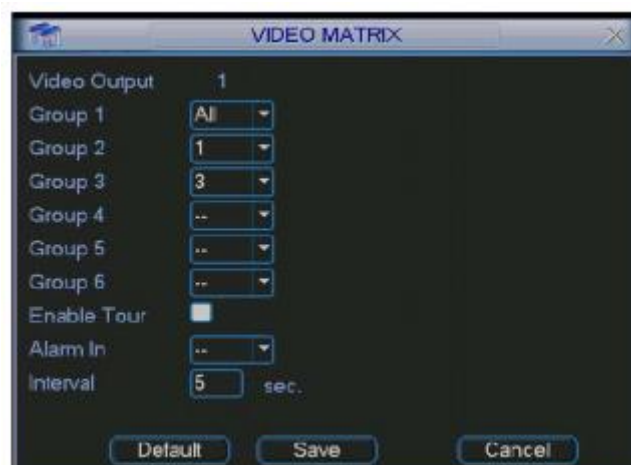 VIDEO MATRIX
Video Output 1
Group 1 All
Group 2 1
Group 3 3
Group 4 --
Group 5 --
Group 6 --
Enable Tour
Alarm In --
Interval 5 sec.
Default Save Cancel